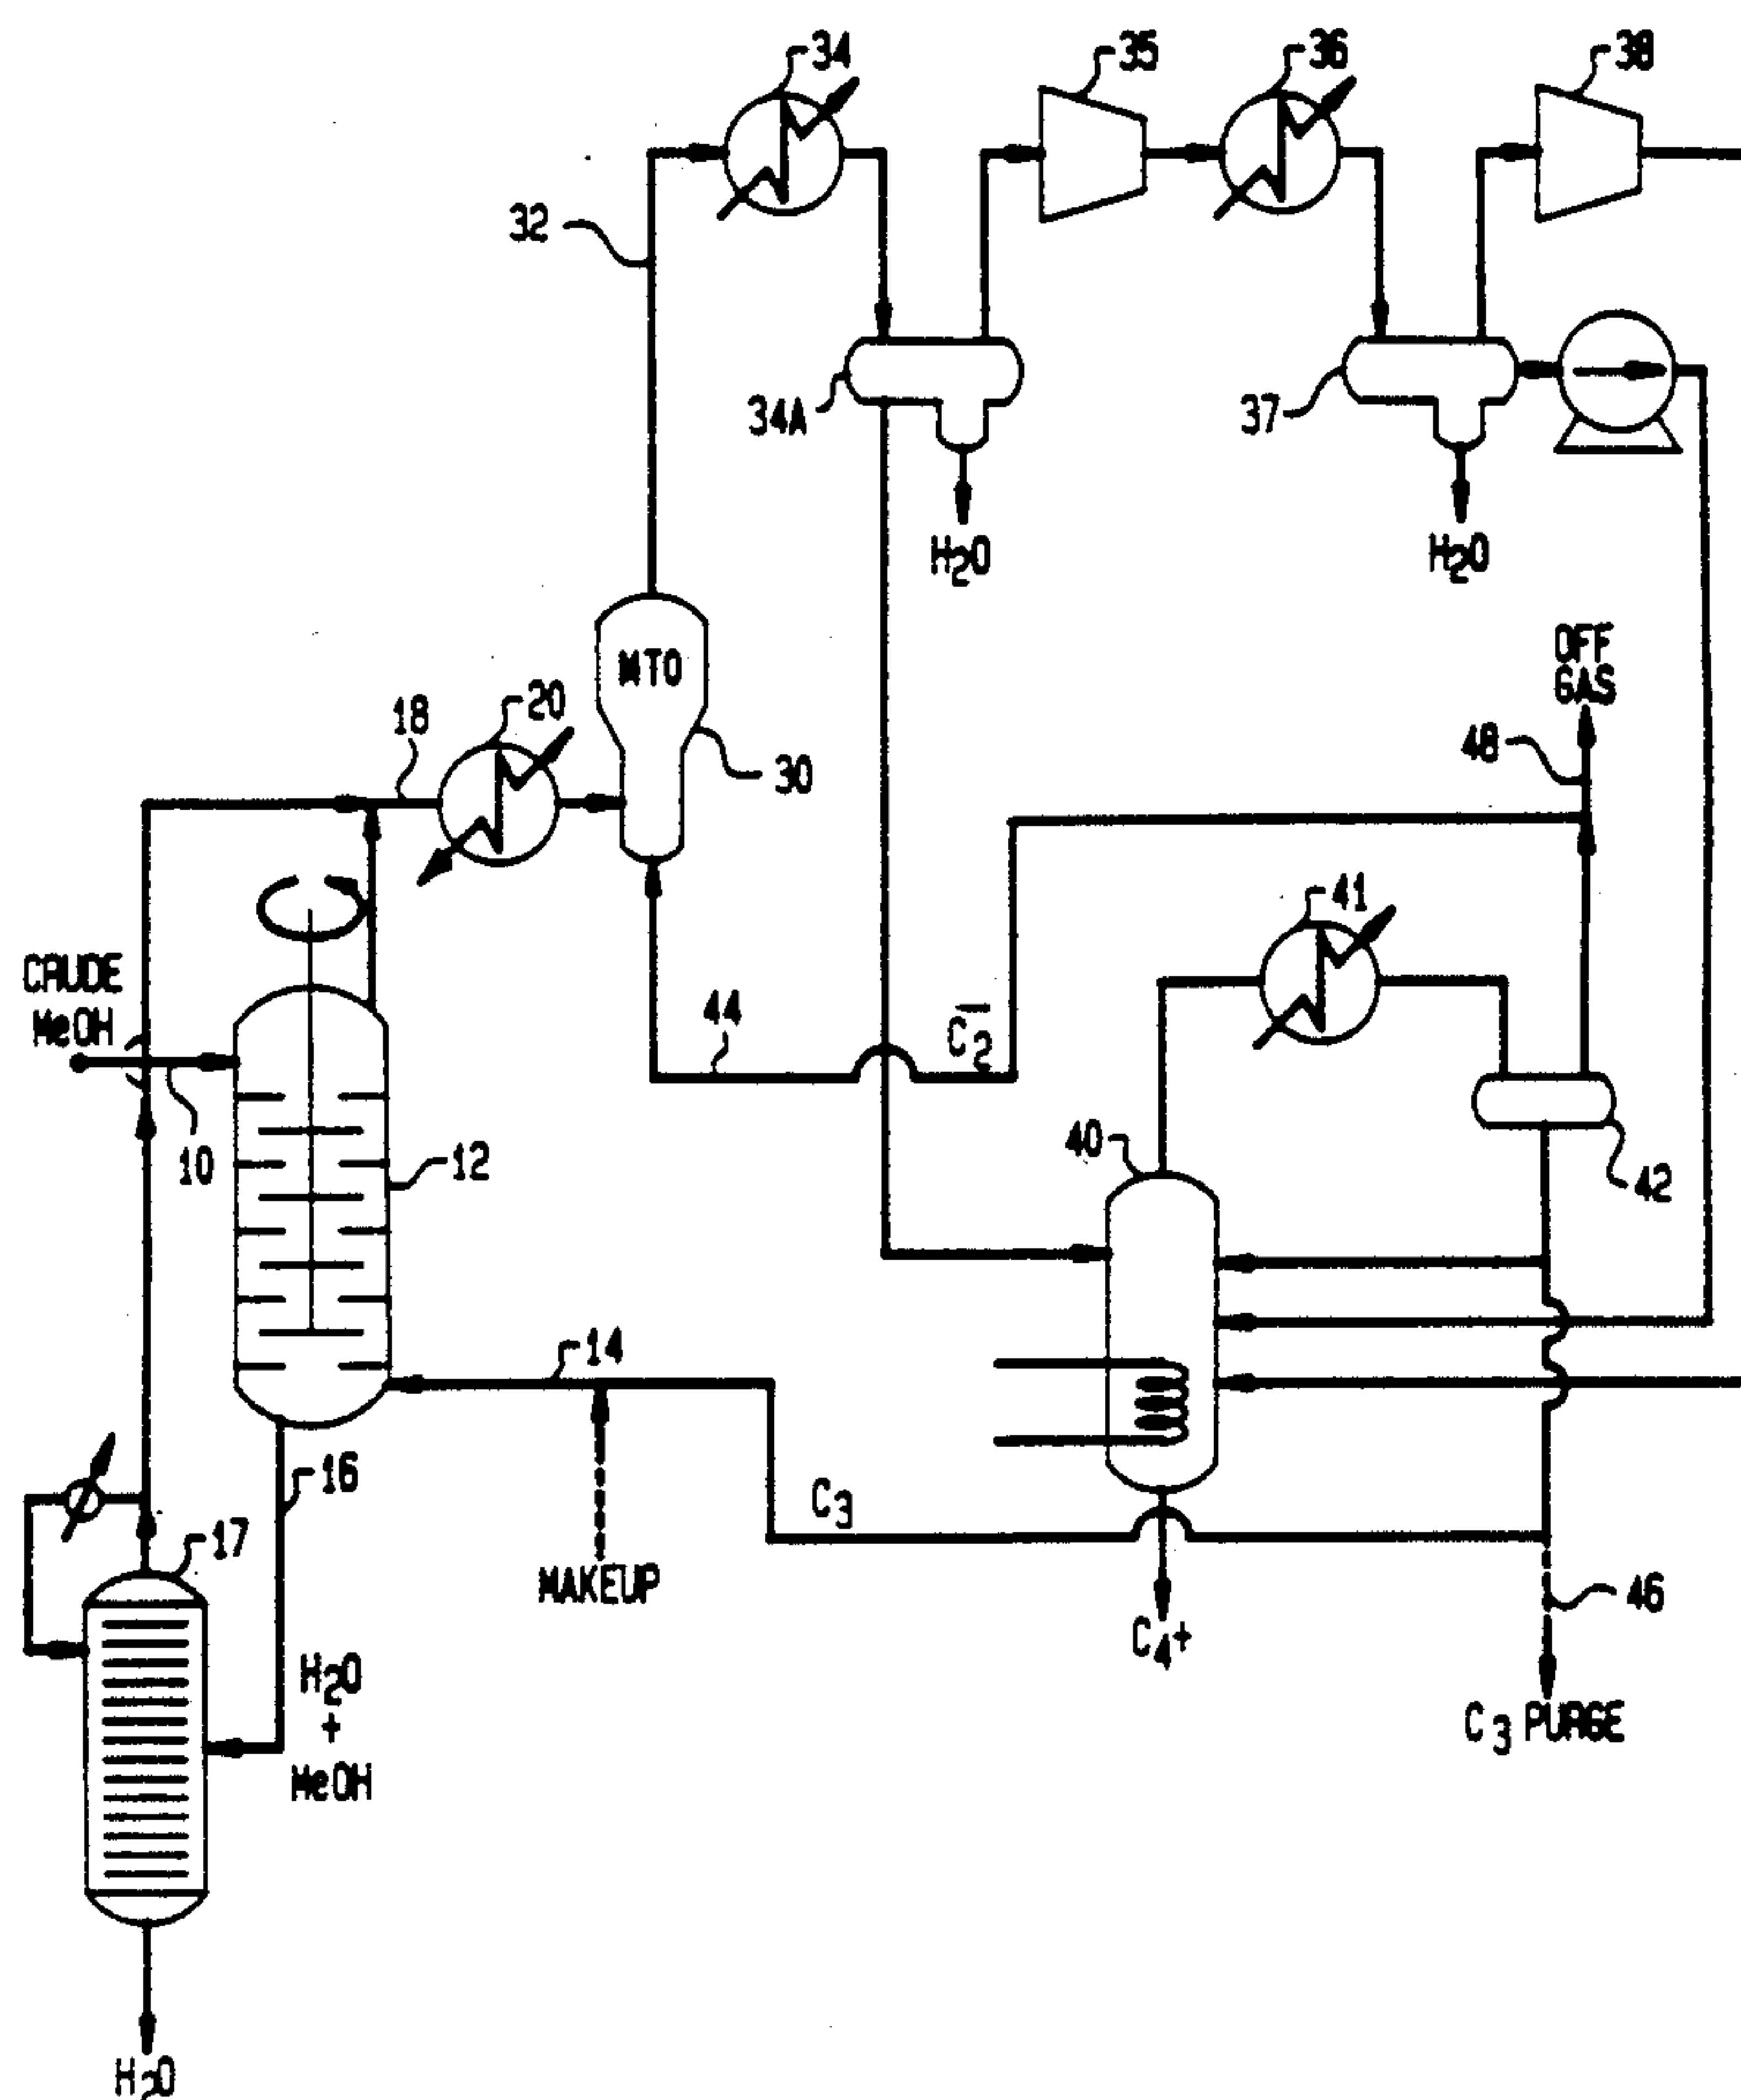 34
35
36
38
32
34A
37
H2O
H2O
OFF
GAS
MTO
48
18
20
30
41
CRUDE
MeOH
44
C2-
10
12
40
42
14
16
C3
17
MAKEUP
46
C4+
H2O
+
MeOH
C3 PURGE
H2O